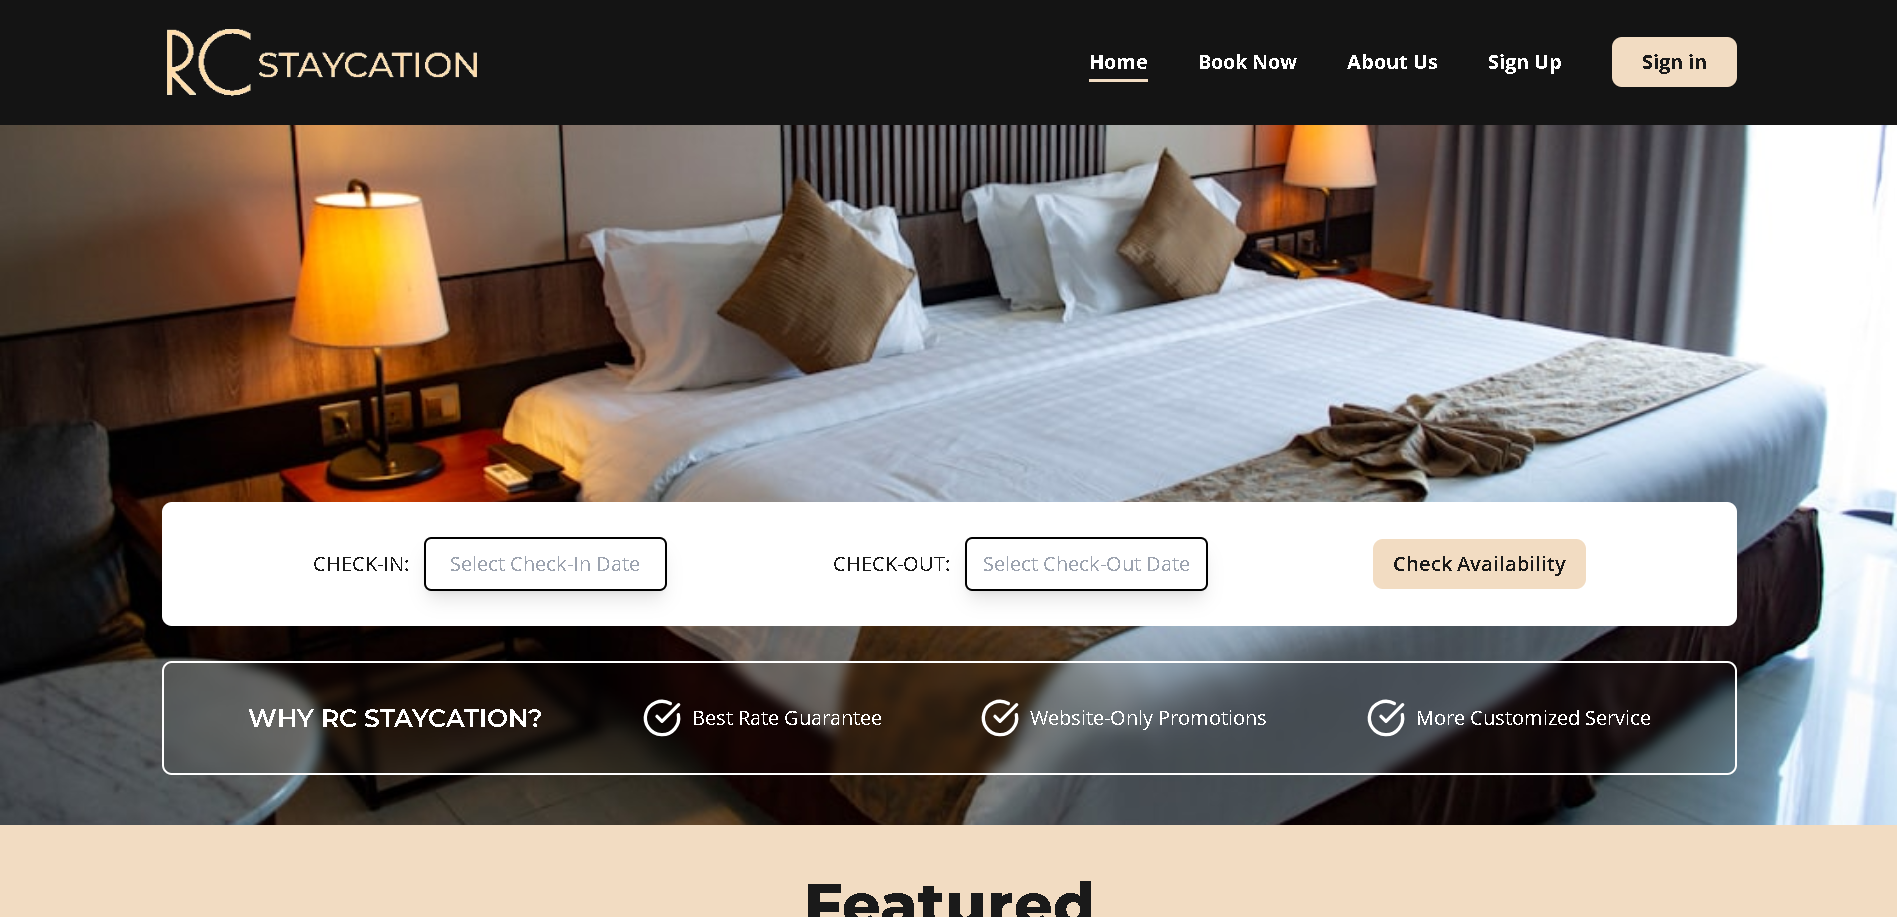 RC STAYCATION
Home
Book Now
About Us
Sign Up
Sign in
CHECK-IN:
Select Check-In Date
CHECK-OUT:
Select Check-Out Date
Check Availability
WHY RC STAYCATION?
Best Rate Guarantee
Website-Only Promotions
More Customized Service
Featured